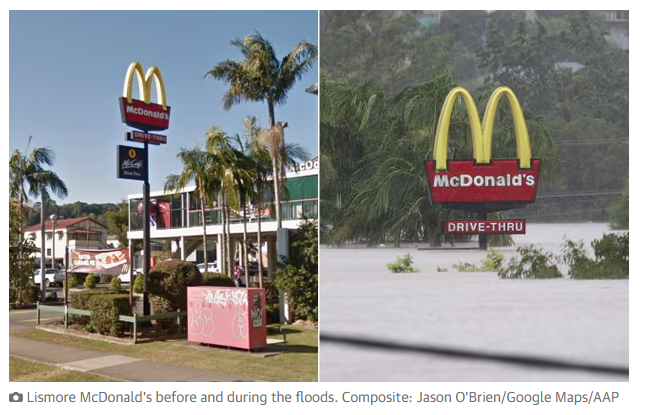 McDonald's
DRIVE-THRU
McCafé
McDonald's
DRIVE-THRU
Lismore McDonald's before and during the floods. Composite: Jason O'Brien/Google Maps/AAP